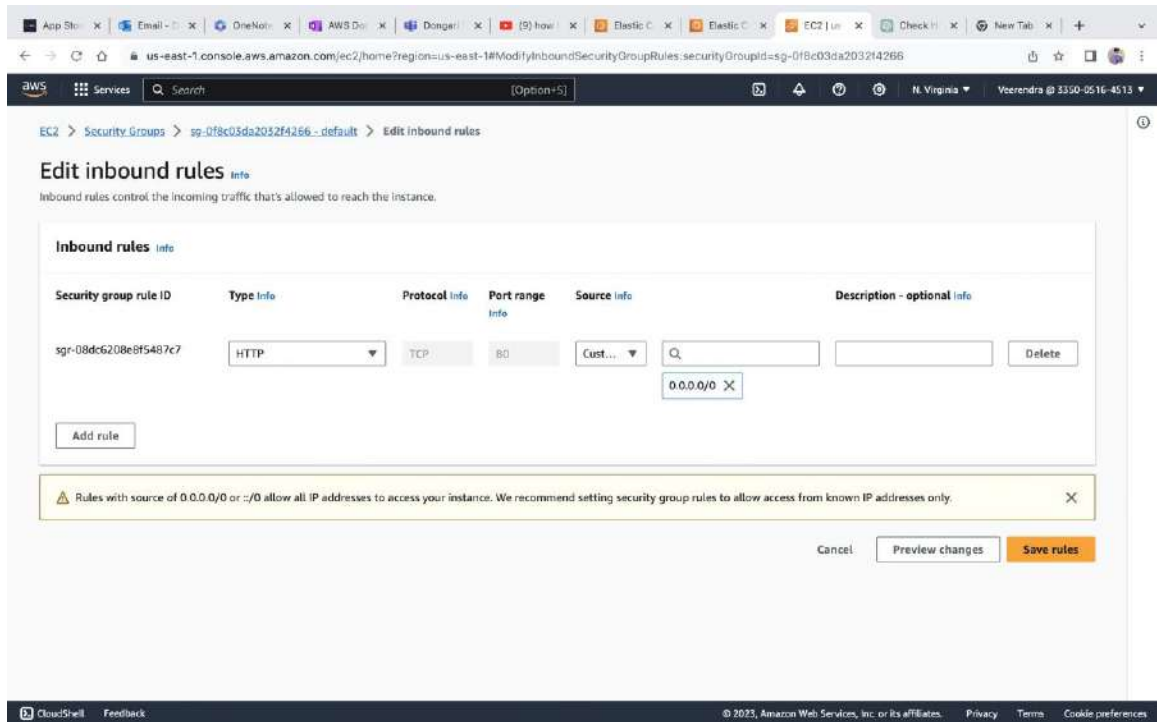 App Sto
Email - D
OneNote
AWS Do
Dongari
(9) how
Elastic C
Elastic C
EC2 | us
Check H
New Tab
us-east-1.console.aws.amazon.com/ec2/home?region=us-east-1#ModifyInboundSecurityGroupRules:securityGroupId=sg-0f8c03da2032f4266
aws Services Search [Option+S] N. Virginia Veerendra @ 3350-0516-4513
EC2 > Security Groups > sg-0f8c03da2032f4266 - default > Edit inbound rules
Edit inbound rules Info
Inbound rules control the incoming traffic that's allowed to reach the instance.
Inbound rules Info
Security group rule ID Type Info Protocol Info Port range Info Source Info Description - optional Info
sgr-08dc6208e8f5487c7 HTTP TCP 80 Cust... Delete
0.0.0.0/0
Add rule
Rules with source of 0.0.0.0/0 or ::/0 allow all IP addresses to access your instance. We recommend setting security group rules to allow access from known IP addresses only.
Cancel Preview changes Save rules
CloudShell Feedback © 2023, Amazon Web Services, Inc. or its affiliates. Privacy Terms Cookie preferences